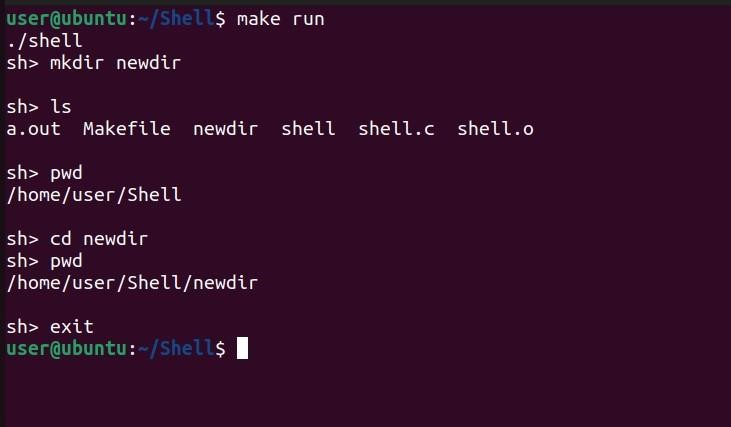 user@ubuntu:~/Shell$ make run
./shell
sh> mkdir newdir
sh> ls
a.out  Makefile  newdir  shell  shell.c  shell.o
sh> pwd
/home/user/Shell
sh> cd newdir
sh> pwd
/home/user/Shell/newdir
sh> exit
user@ubuntu:~/Shell$